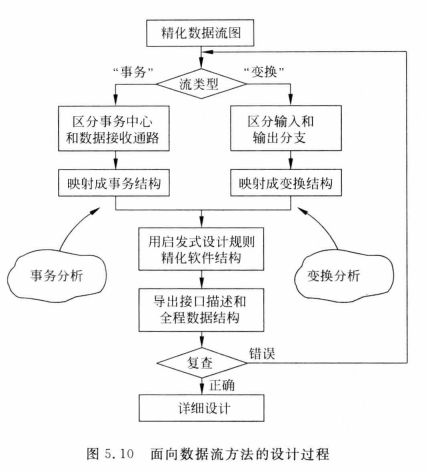 精化数据流图
“事务”
“变换”
流类型
区分事务中心
和数据接收通路
区分输入和
输出分支
映射成事务结构
映射成变换结构
用启发式设计规则
精化软件结构
事务分析
变换分析
导出接口描述和
全程数据结构
复查
错误
正确
详细设计
图 5.10 面向数据流方法的设计过程